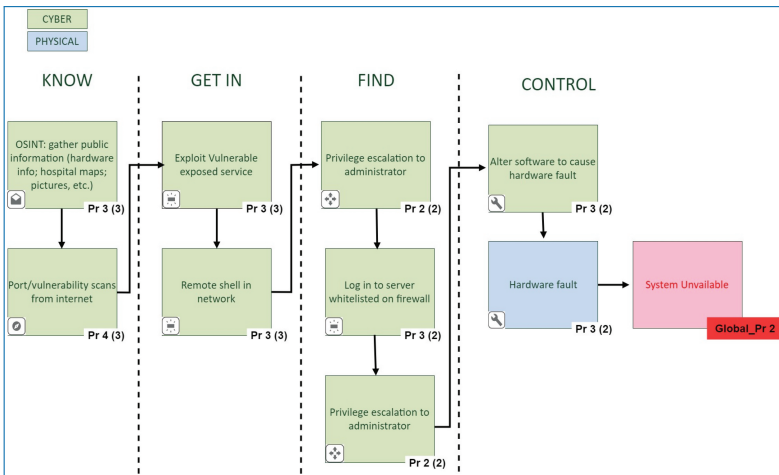 CYBER
PHYSICAL
KNOW
GET IN
FIND
CONTROL
OSINT: gather public
information (hardware
info; hospital maps;
pictures, etc.)
Pr 3 (3)
Port/vulnerability scans
from internet
Pr 4 (3)
Exploit Vulnerable
exposed service
Pr 3 (3)
Remote shell in
network
Pr 3 (3)
Privilege escalation to
administrator
Pr 2 (2)
Log in to server
whitelisted on firewall
Pr 3 (2)
Privilege escalation to
administrator
Pr 2 (2)
Alter software to cause
hardware fault
Pr 3 (2)
Hardware fault
Pr 3 (2)
System Unvailable
Global_Pr 2